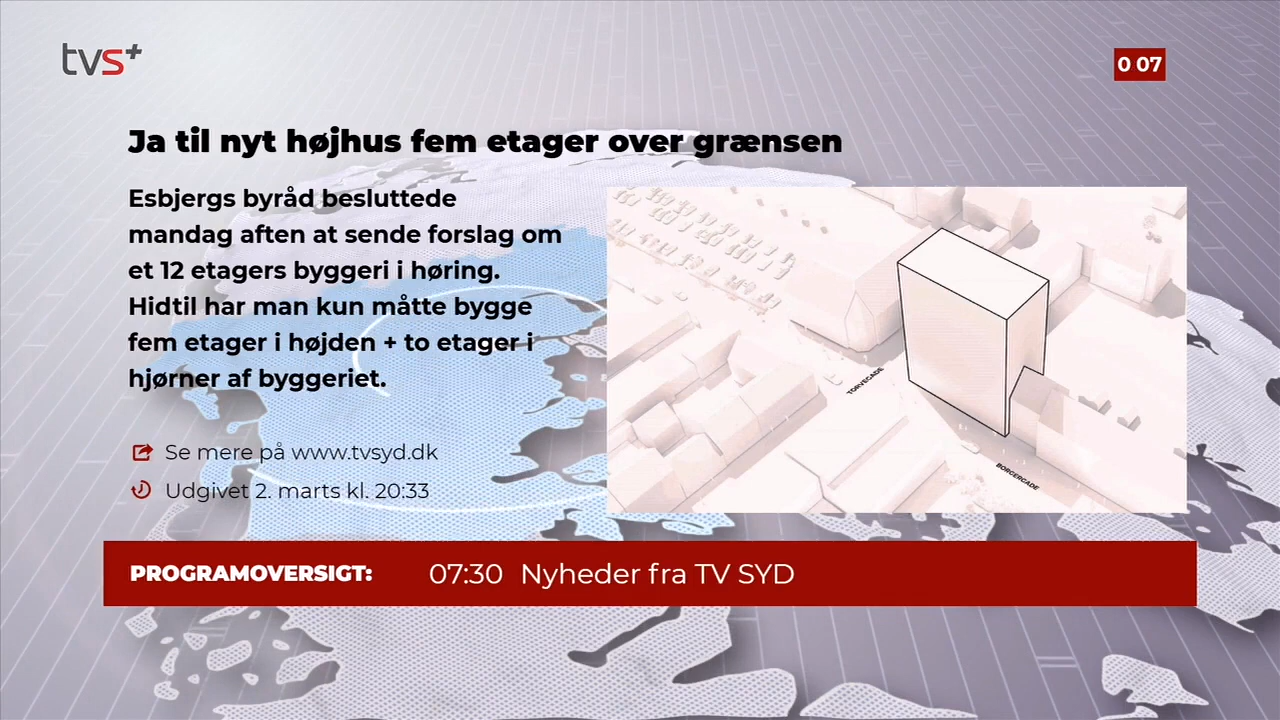 tvs+
0 07
Ja til nyt højhus fem etager over grænsen
Esbjergs byråd besluttede
mandag aften at sende forslag om
et 12 etagers byggeri i høring.
Hidtil har man kun måtte bygge
fem etager i højden + to etager i
hjørner af byggeriet.
TORVEGADE
BORGERGADE
Se mere på www.tvsyd.dk
Udgivet 2. marts kl. 20:33
PROGRAMOVERSIGT: 07:30 Nyheder fra TV SYD